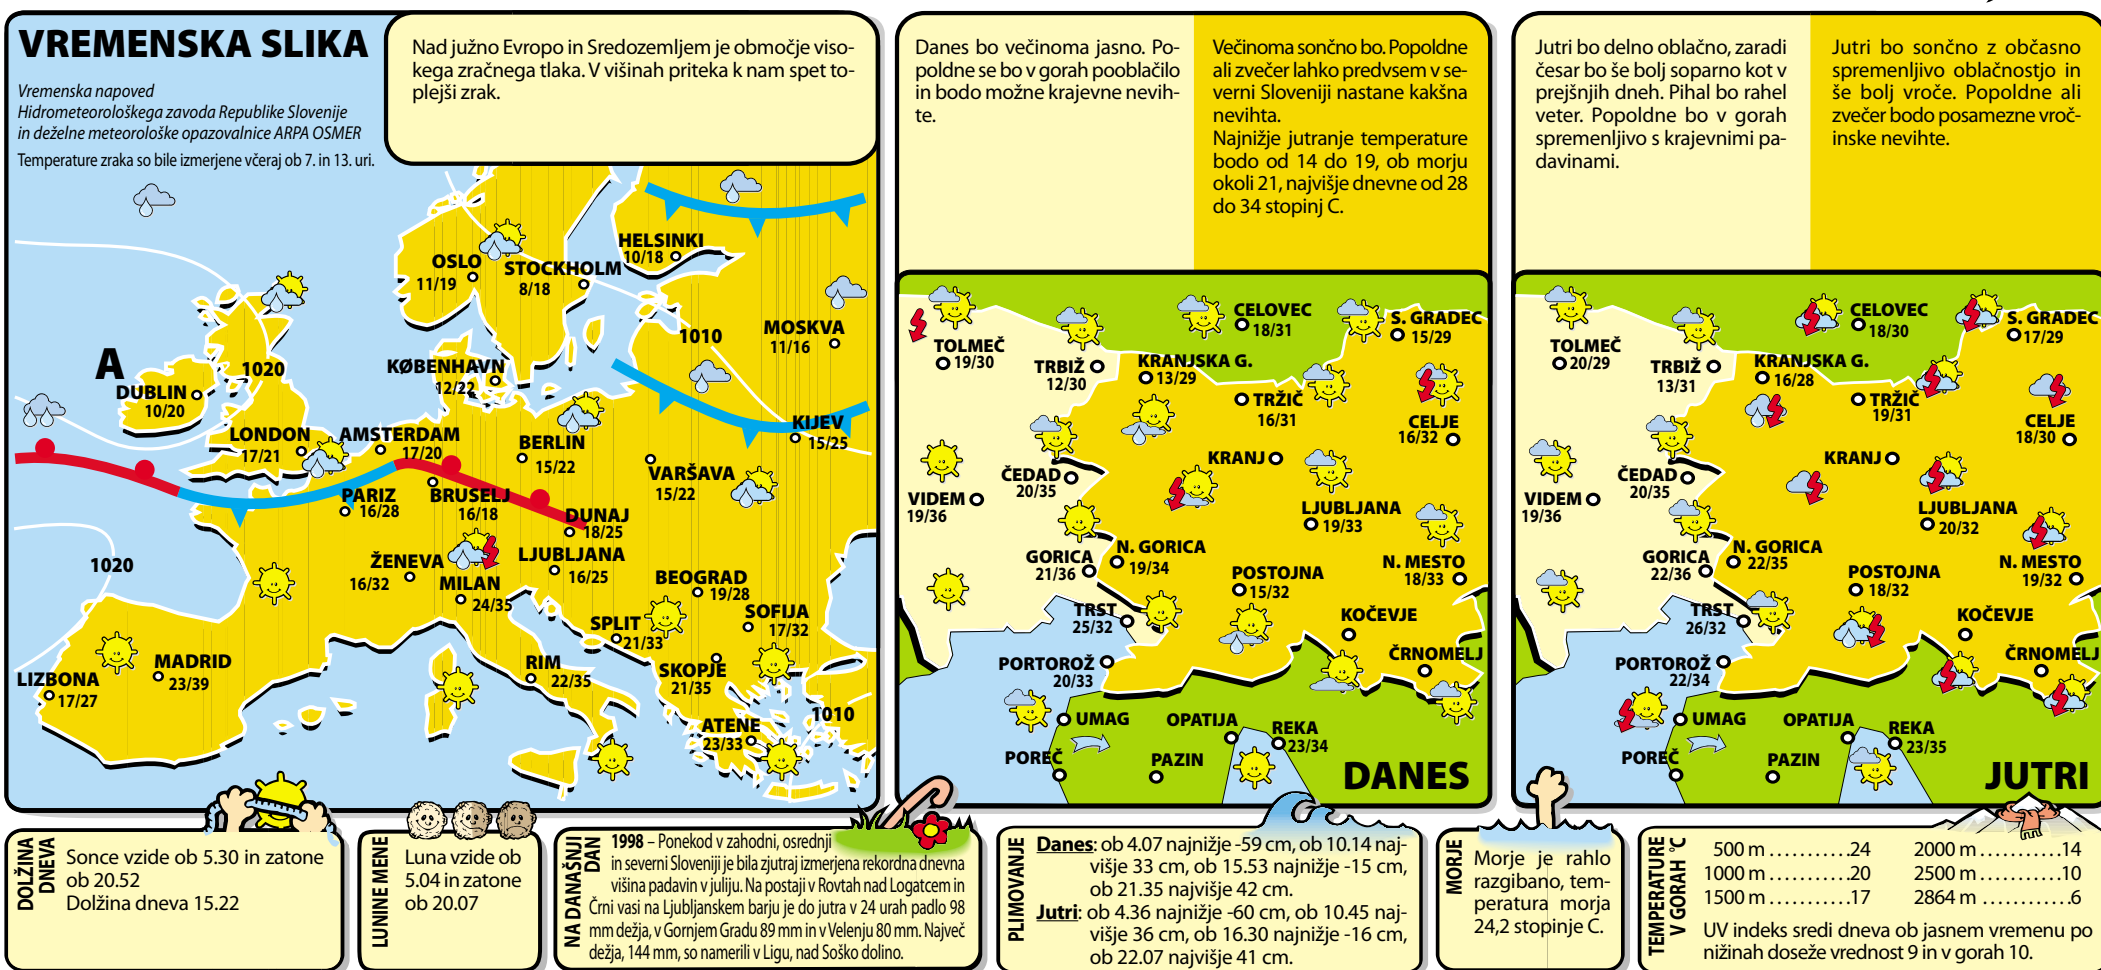 VREMENSKA SLIKA
Vremenska napoved
Hidrometeorološkega zavoda Republike Slovenije
in deželne meteorološke opazovalnice ARPA OSMER
Temperature zraka so bile izmerjene včeraj ob 7. in 13. uri.
Nad južno Evropo in Sredozemljem je območje viso-
kega zračnega tlaka. V višinah priteka k nam spet to-
plejši zrak.
HELSINKI
10/18
OSLO
11/19
STOCKHOLM
8/18
MOSKVA
11/16
1010
A
1020
KØBENHAVN
12/22
DUBLIN
10/20
KIJEV
15/25
LONDON
17/21
AMSTERDAM
17/20
BERLIN
15/22
VARŠAVA
15/22
PARIZ
16/28
BRUSELJ
16/18
DUNAJ
18/25
1020
ŽENEVA
16/32
MILAN
24/35
LJUBLJANA
16/25
BEOGRAD
19/28
SOFIJA
17/32
SPLIT
21/33
MADRID
23/39
LIZBONA
17/27
RIM
22/35
SKOPJE
21/35
1010
ATENE
23/33
Danes bo večinoma jasno. Po-
poldne se bo v gorah pooblačilo
in bodo možne krajevne nevih-
te.
Večinoma sončno bo. Popoldne
ali zvečer lahko predvsem v se-
verni Sloveniji nastane kakšna
nevihta.
Najnižje jutranje temperature
bodo od 14 do 19, ob morju
okoli 21, najvišje dnevne od 28
do 34 stopinj C.
CELOVEC
18/31
S. GRADEC
15/29
TOLMEČ
19/30
TRBIŽ
12/30
KRANJSKA G.
13/29
TRŽIČ
16/31
CELJE
16/32
KRANJ
ČEDAD
20/35
VIDEM
19/36
LJUBLJANA
19/33
GORICA
21/36
N. GORICA
19/34
POSTOJNA
15/32
N. MESTO
18/33
TRST
25/32
KOČEVJE
PORTOROŽ
20/33
ČRNOMELJ
UMAG
OPATIJA
REKA
23/34
POREČ
PAZIN
DANES
Jutri bo delno oblačno, zaradi
česar bo še bolj soparno kot v
prejšnjih dneh. Pihal bo rahel
veter. Popoldne bo v gorah
spremenljivo s krajevnimi pa-
davinami.
Jutri bo sončno z občasno
spremenljivo oblačnostjo in
še bolj vroče. Popoldne ali
zvečer bodo posamezne vroč-
inske nevihte.
CELOVEC
18/30
S. GRADEC
17/29
TOLMEČ
20/29
TRBIŽ
13/31
KRANJSKA G.
16/28
TRŽIČ
19/31
CELJE
18/30
KRANJ
ČEDAD
20/35
VIDEM
19/36
LJUBLJANA
20/32
GORICA
22/36
N. GORICA
22/35
POSTOJNA
18/32
N. MESTO
19/32
TRST
26/32
KOČEVJE
PORTOROŽ
22/34
ČRNOMELJ
UMAG
OPATIJA
REKA
23/35
POREČ
PAZIN
JUTRI
DOLŽINA
DNEVA
Sonce vzide ob 5.30 in zatone
ob 20.52
Dolžina dneva 15.22
LUNINE MENE
Luna vzide ob
5.04 in zatone
ob 20.07
NA DANAŠNJI
DAN
1998 – Ponekod v zahodni, osrednji
in severni Sloveniji je bila zjutraj izmerjena rekordna dnevna
višina padavin v juliju. Na postaji v Rovtah nad Logatcem in
Črni vasi na Ljubljanskem barju je do jutra v 24 urah padlo 98
mm dežja, v Gornjem Gradu 89 mm in v Velenju 80 mm. Največ
dežja, 144 mm, so namerili v Ligu, nad Soško dolino.
PLIMOVANJE
Danes: ob 4.07 najnižje -59 cm, ob 10.14 naj-
višje 33 cm, ob 15.53 najnižje -15 cm,
ob 21.35 najvišje 42 cm.
Jutri: ob 4.36 najnižje -60 cm, ob 10.45 naj-
višje 36 cm, ob 16.30 najnižje -16 cm,
ob 22.07 najvišje 41 cm.
MORJE
Morje je rahlo
razgibano, tem-
peratura morja
24,2 stopinje C.
TEMPERATURE
V GORAH °C
500 m ...........24
1000 m ...........20
1500 m ...........17
2000 m ...........14
2500 m ...........10
2864 m ............6
UV indeks sredi dneva ob jasnem vremenu po
nižinah doseže vrednost 9 in v gorah 10.